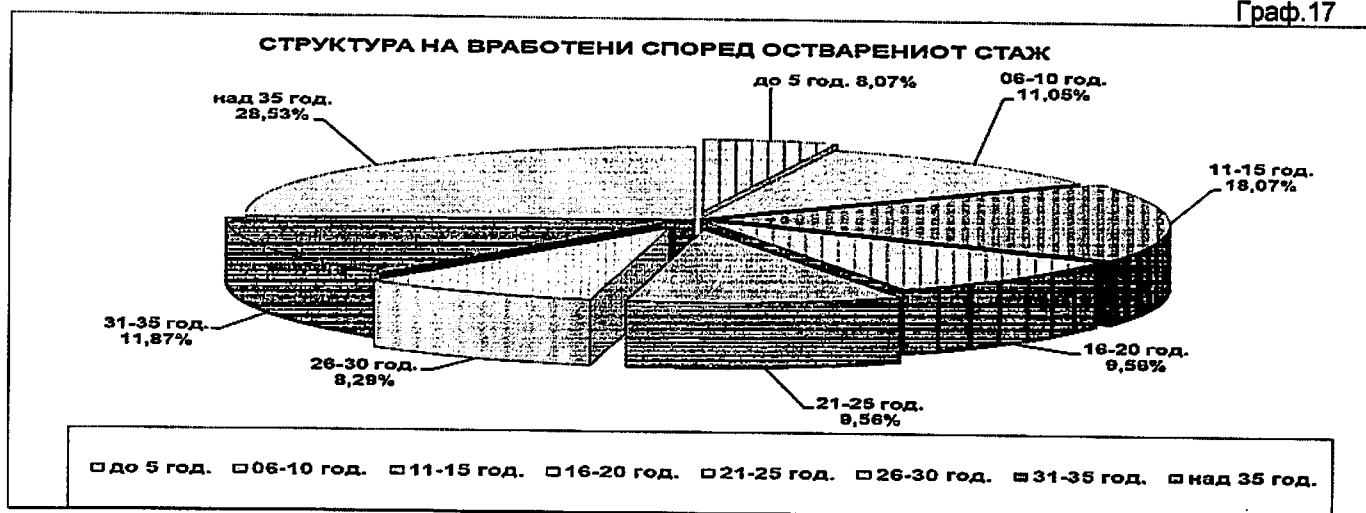 Граф.17
СТРУКТУРА НА ВРАБОТЕНИ СПОРЕД ОСТВАРЕНИОТ СТАЖ
до 5 год. 8,07%
06-10 год.
11,05%
11-15 год.
18,07%
16-20 год.
9,56%
21-25 год.
9,56%
26-30 год.
8,29%
31-35 год.
11,87%
над 35 год.
28,53%
до 5 год. 06-10 год. 11-15 год. 16-20 год. 21-25 год. 26-30 год. 31-35 год. над 35 год.